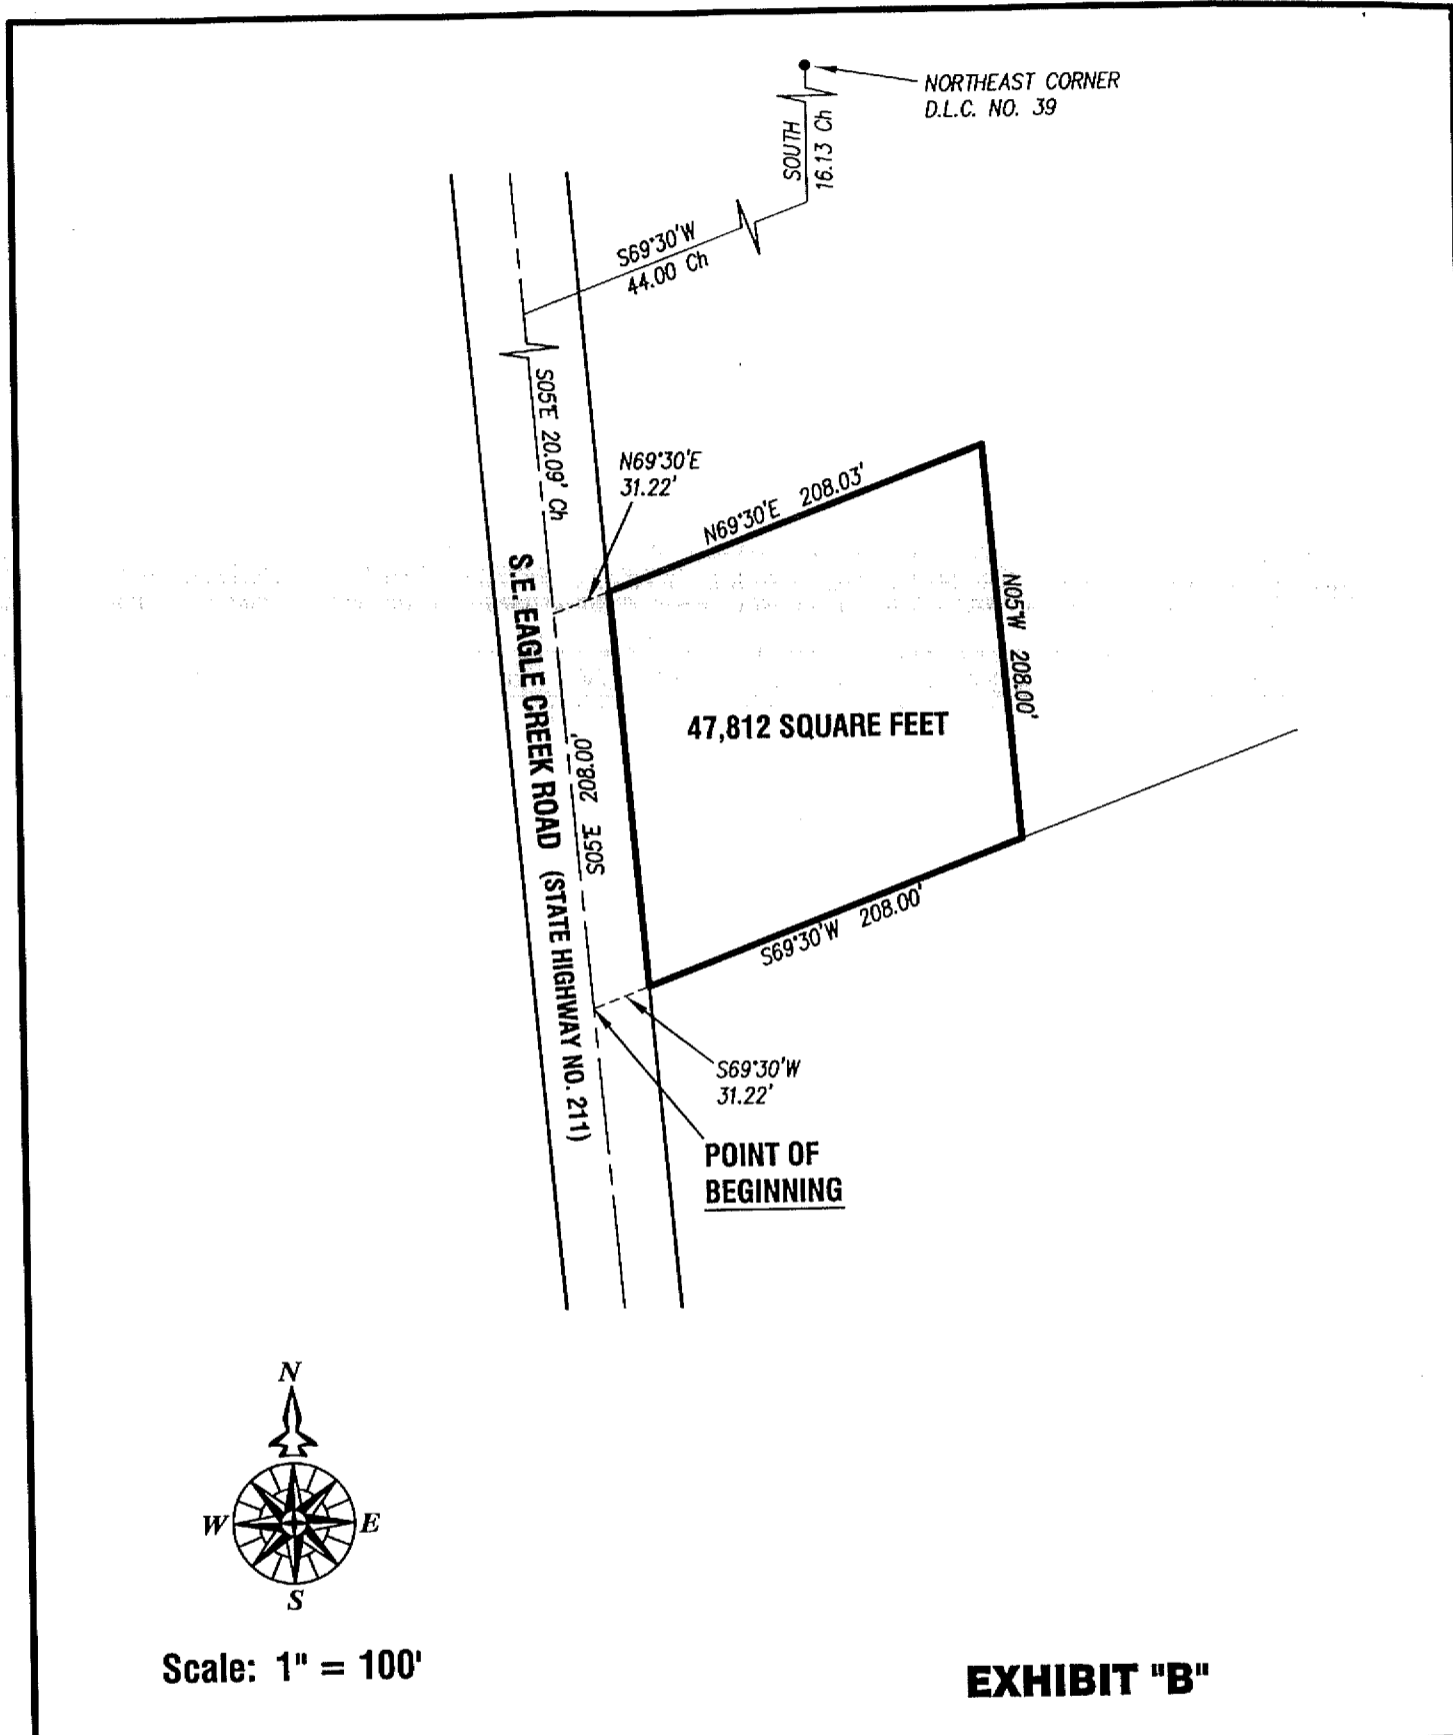 NORTHEAST CORNER
D.L.C. NO. 39
SOUTH
16.13 Ch
S69°30'W
44.00 Ch
S05°E 20.09' Ch
N69°30'E
31.22'
N69°30'E 208.03'
N05°W 208.00'
S.E. EAGLE CREEK ROAD (STATE HIGHWAY NO. 211)
47,812 SQUARE FEET
S05°E 208.00'
S69°30'W 208.00'
S69°30'W
31.22'
POINT OF
BEGINNING
N
W
E
S
Scale: 1" = 100'
EXHIBIT "B"